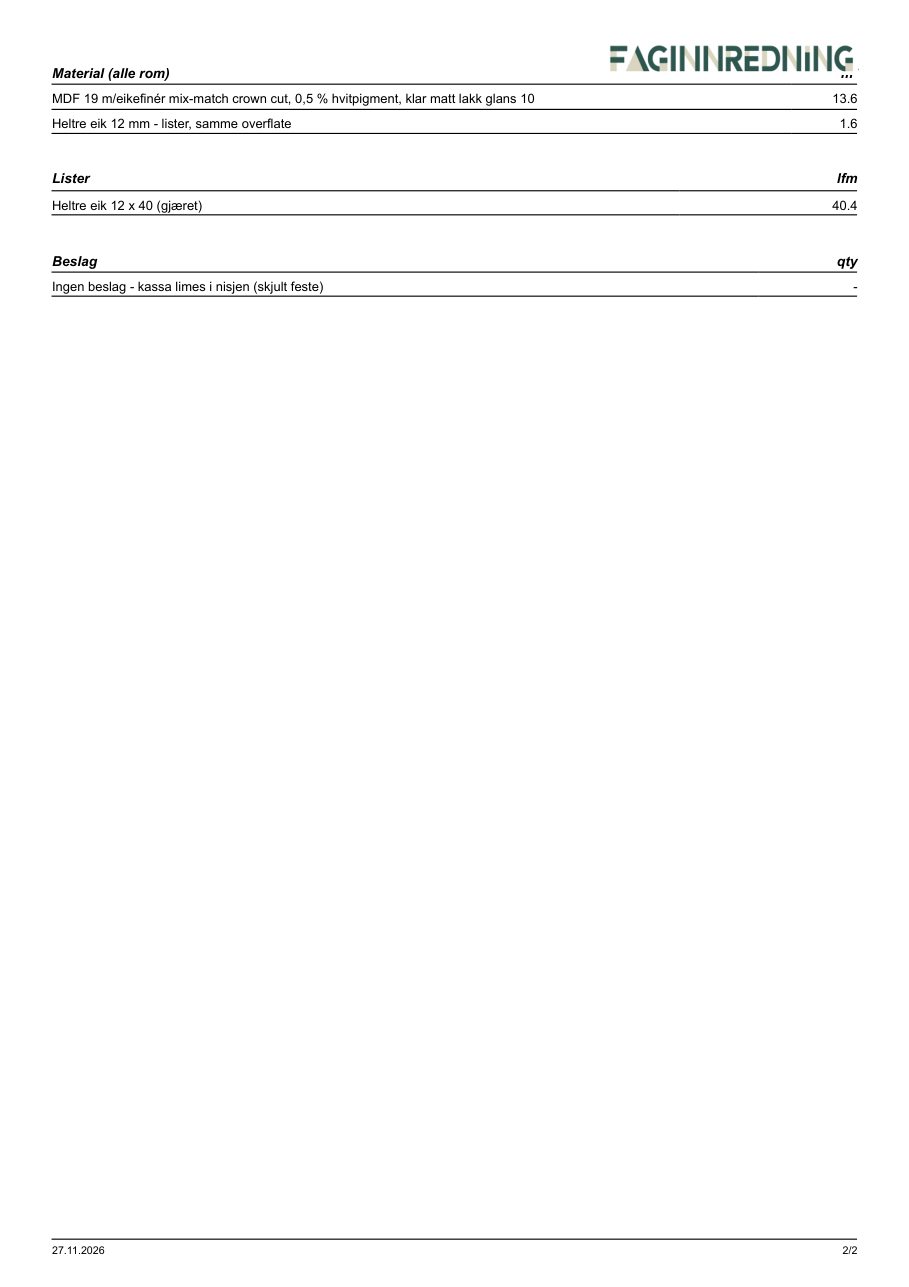 FAGINNREDNING
Material (alle rom)
MDF 19 m/eikefinér mix-match crown cut, 0,5 % hvitpigment, klar matt lakk glans 10 13.6
Heltre eik 12 mm - lister, samme overflate 1.6
Lister lfm
Heltre eik 12 x 40 (gjæret) 40.4
Beslag qty
Ingen beslag - kassa limes i nisjen (skjult feste) -
27.11.2026 2/2